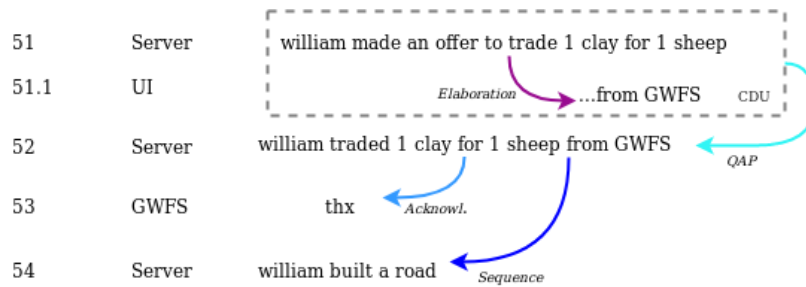 51 Server william made an offer to trade 1 clay for 1 sheep
51.1 UI Elaboration ...from GWFS CDU
52 Server william traded 1 clay for 1 sheep from GWFS
QAP
53 GWFS thx Acknowl.
54 Server william built a road Sequence